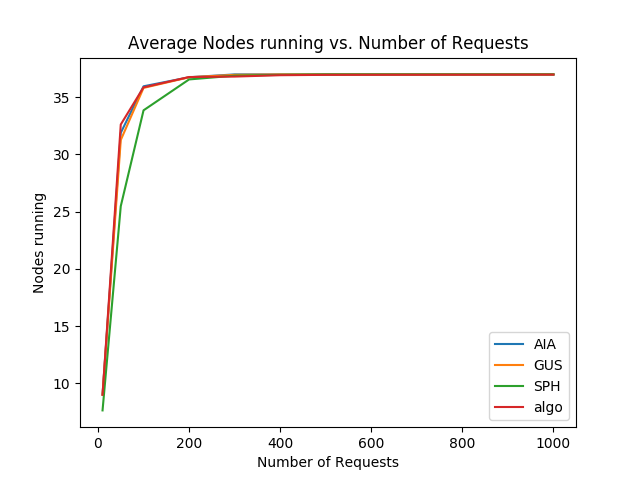 Average Nodes running vs. Number of Requests
Nodes running
35
30
25
20
15
10
0 200 400 600 800 1000
Number of Requests
AIA
GUS
SPH
algo